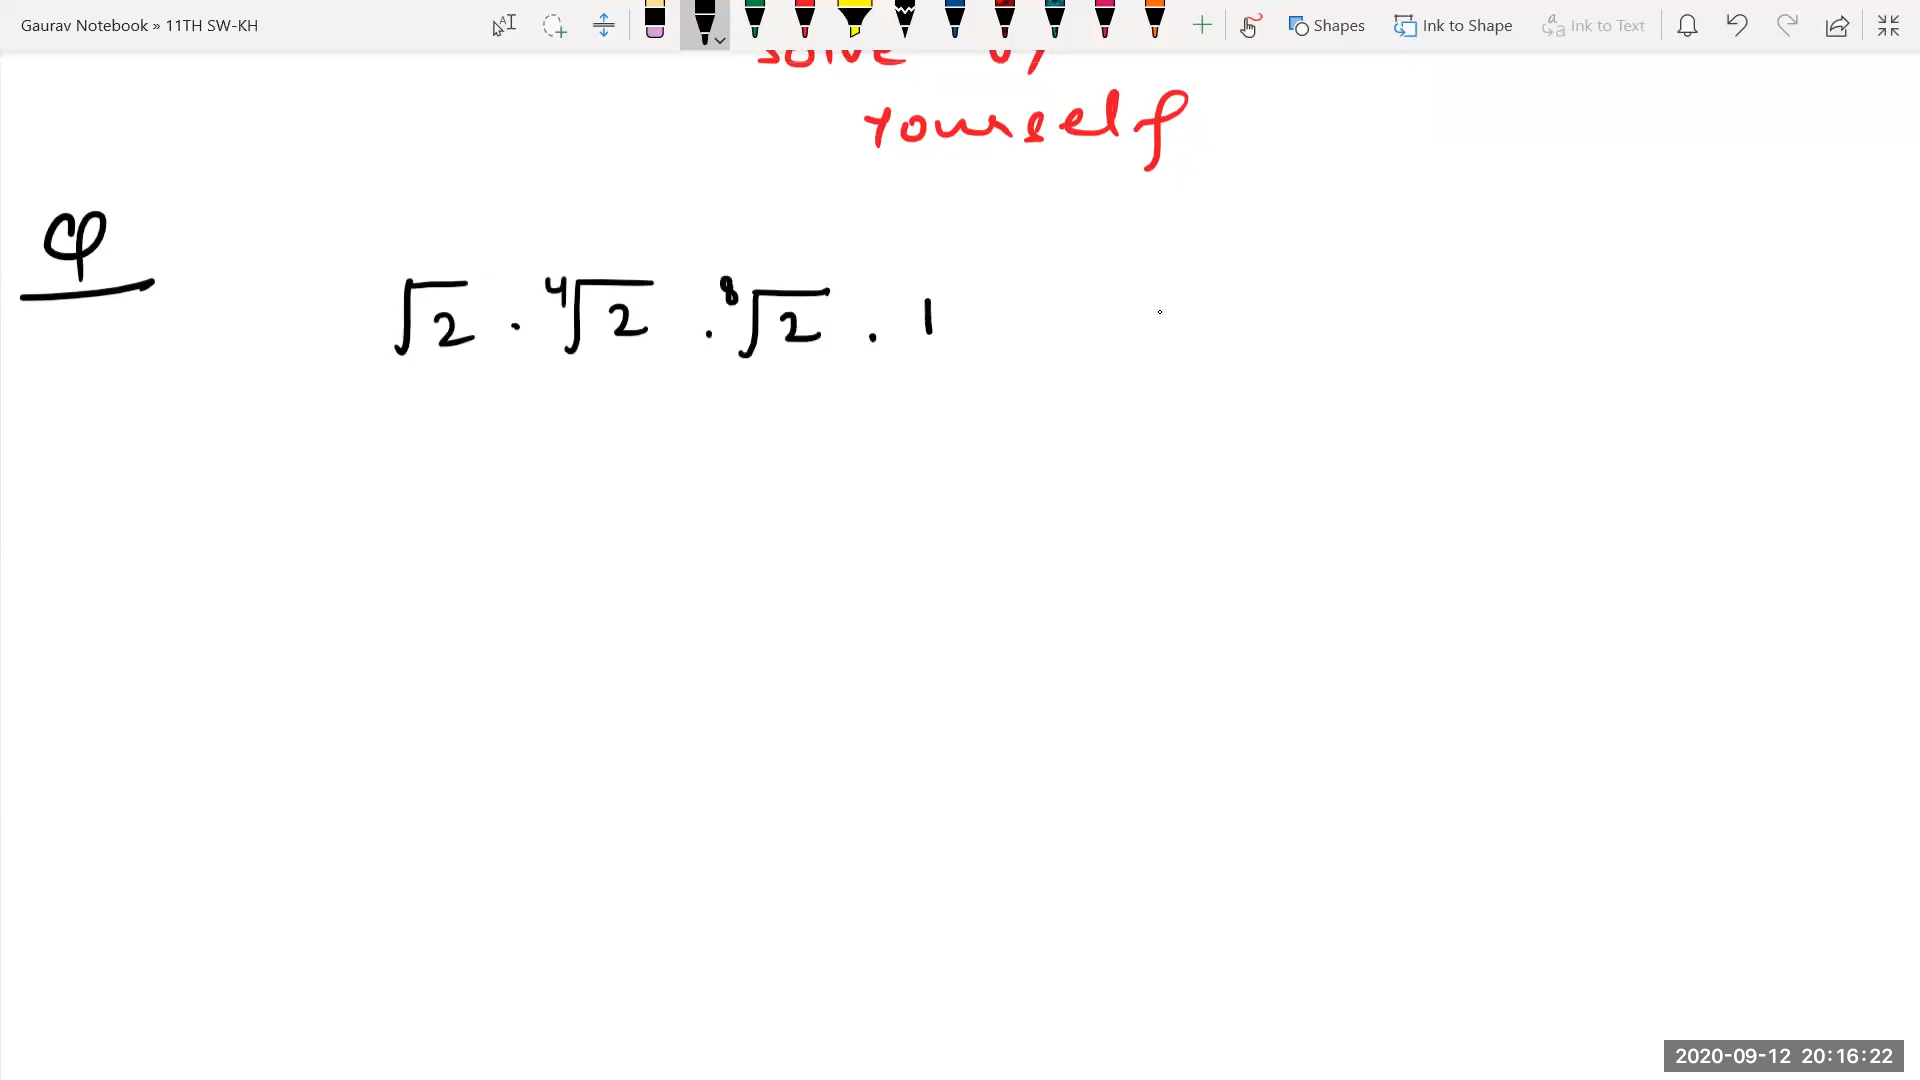 Gaurav Notebook » 11TH SW-KH
Shapes
Ink to Shape
Ink to Text
solve
yourself
Q
√2 . ∜2 . ⁸√2 . 1
2020-09-12 20:16:22